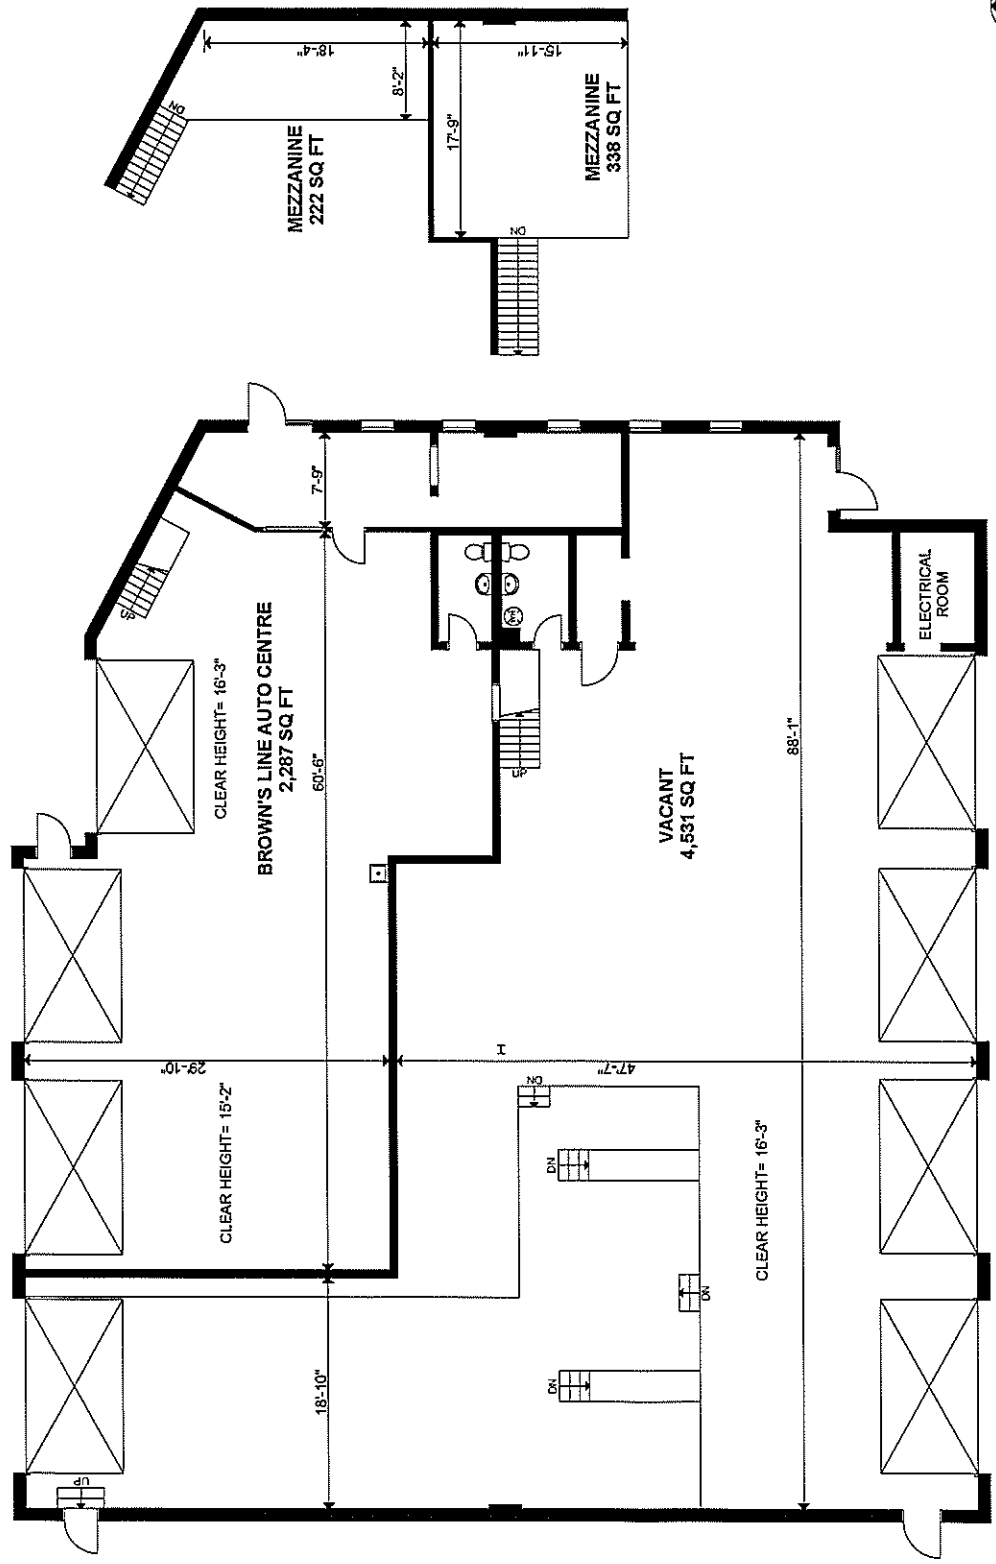 18'-4"
8'-2"
DN
MEZZANINE
222 SQ FT
15'-11"
17'-9"
MEZZANINE
338 SQ FT
DN
7'-9"
UP
CLEAR HEIGHT= 16'-3"
BROWN'S LINE AUTO CENTRE
2,287 SQ FT
60'-6"
ELECTRICAL
ROOM
UP
VACANT
4,531 SQ FT
88'-1"
29'-10"
47'-7"
H
CLEAR HEIGHT= 15'-2"
DN
DN
CLEAR HEIGHT= 16'-3"
DN
DN
18'-10"
UP